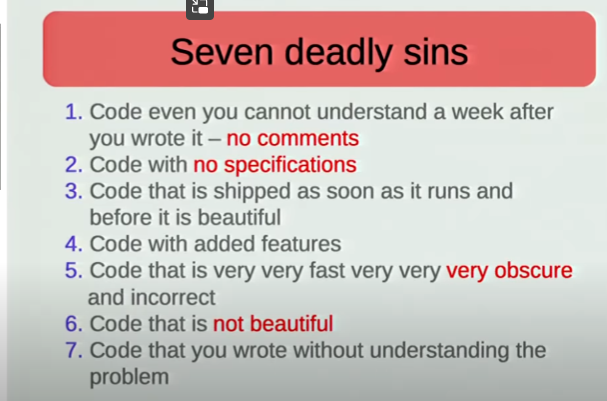 Seven deadly sins
1. Code even you cannot understand a week after
you wrote it – no comments
2. Code with no specifications
3. Code that is shipped as soon as it runs and
before it is beautiful
4. Code with added features
5. Code that is very very fast very very very obscure
and incorrect
6. Code that is not beautiful
7. Code that you wrote without understanding the
problem